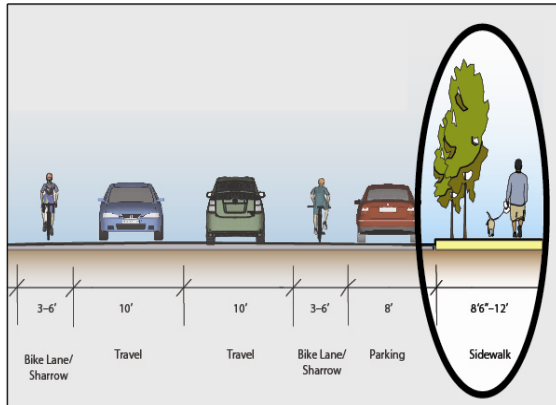 3–6’ 10’ 10’ 3–6’ 8’ 8’6”–12’
Bike Lane/ Travel Travel Bike Lane/ Parking Sidewalk
Sharrow Sharrow